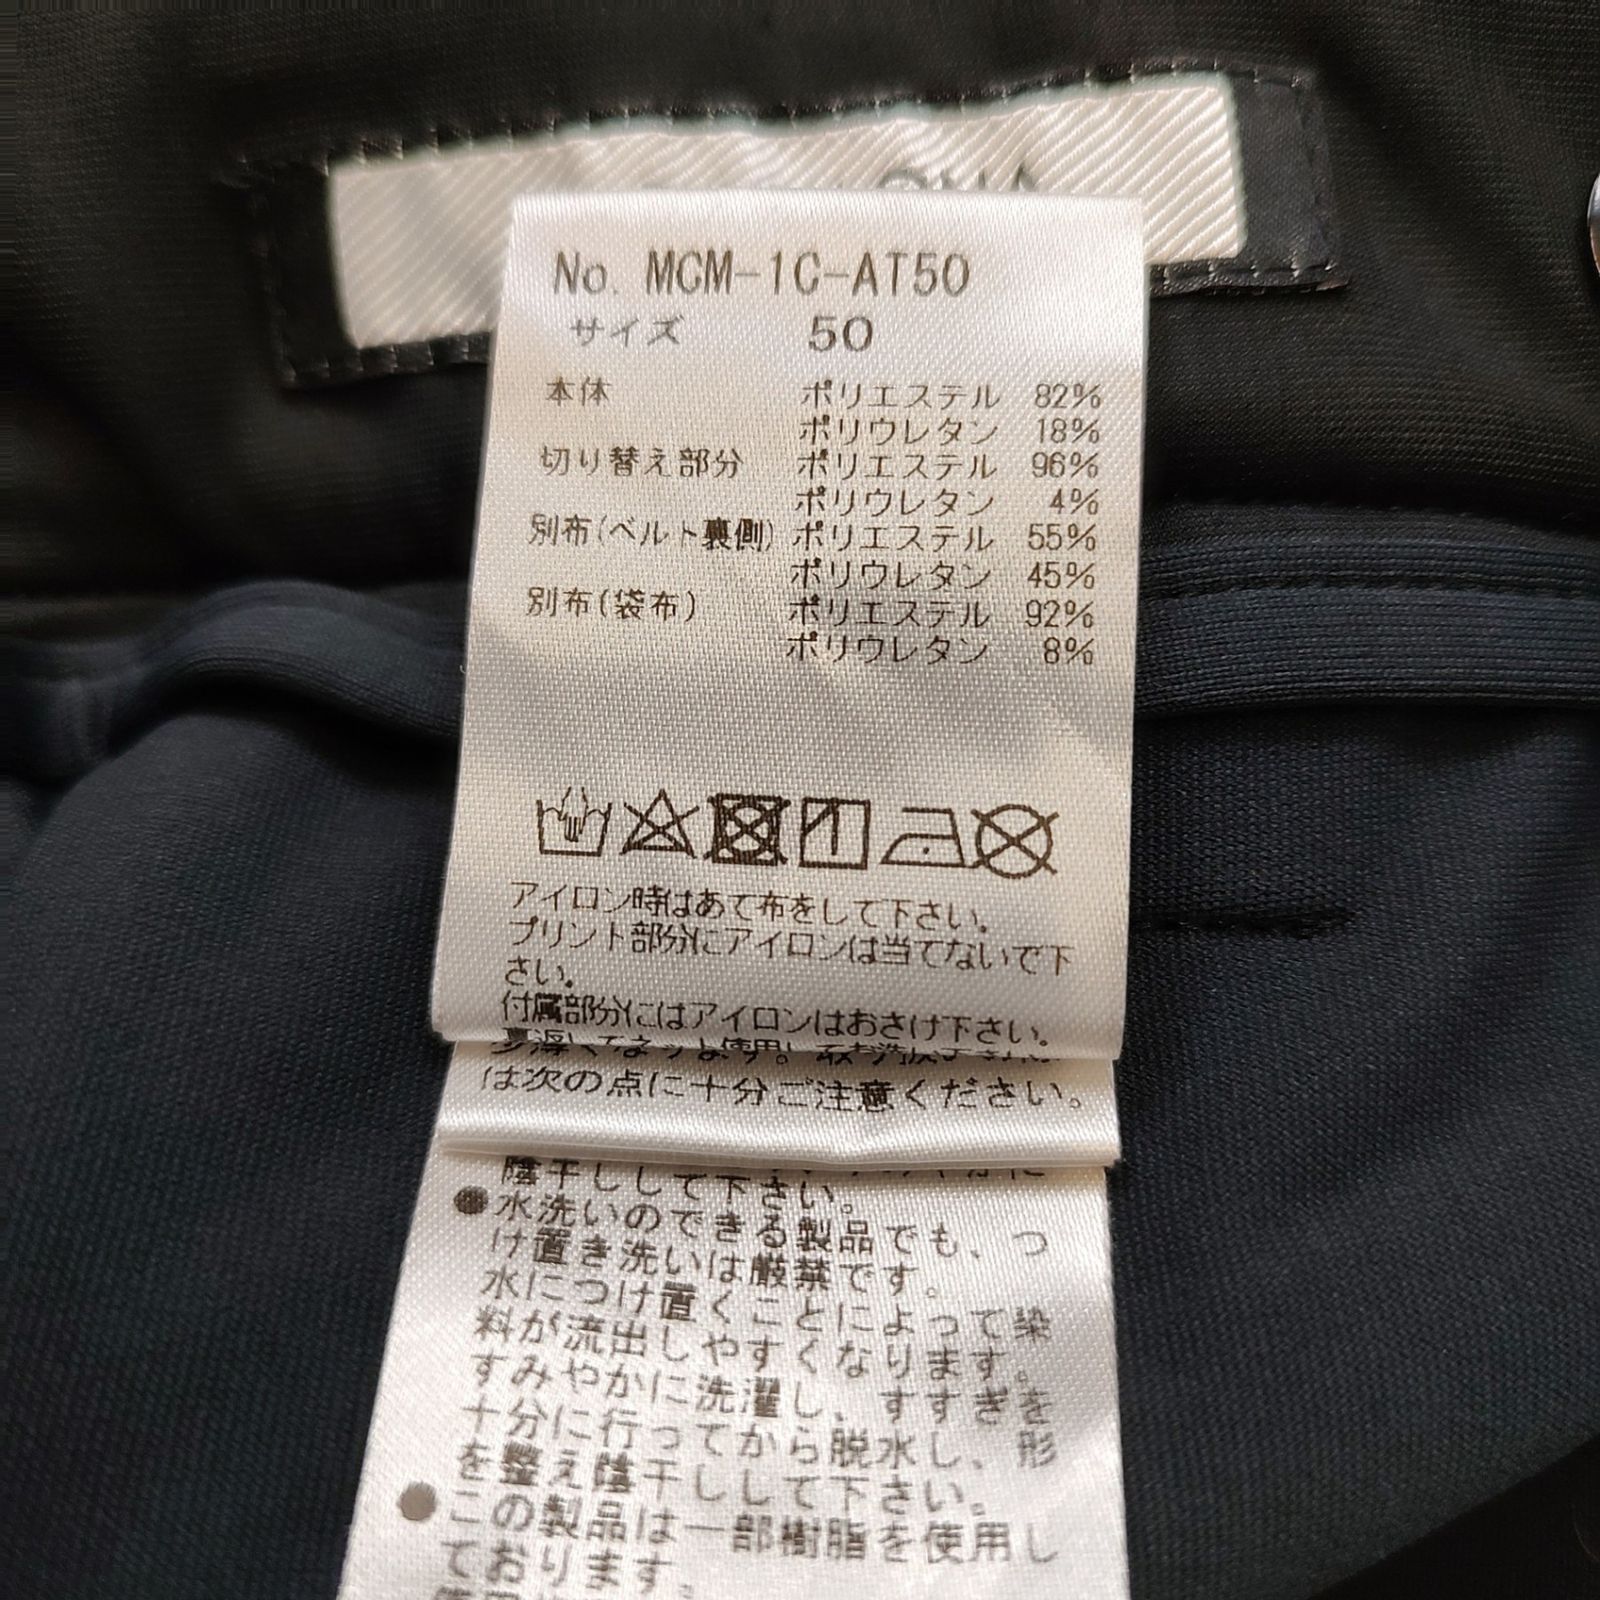 No. MCM-1C-AT50
サイズ 50
本体 ポリエステル 82%
ポリウレタン 18%
切り替え部分 ポリエステル 96%
ポリウレタン 4%
別布(ベルト裏側) ポリエステル 55%
ポリウレタン 45%
別布(袋布) ポリエステル 92%
ポリウレタン 8%
アイロン時はあて布をして下さい。
プリント部分にアイロンは当てないで下
さい。
付属部分にはアイロンはおさけ下さい。
は次の点に十分ご注意ください。
陰干しして下さい。
●水洗いのできる製品でも、つ
け置き洗いは厳禁です。
水につけ置くことによって染
料が流出しやすくなります。
すみやかに洗濯し、すすぎを
十分に行ってから脱水し、形
を整え陰干しして下さい。
●この製品は一部樹脂を使用し
ております。